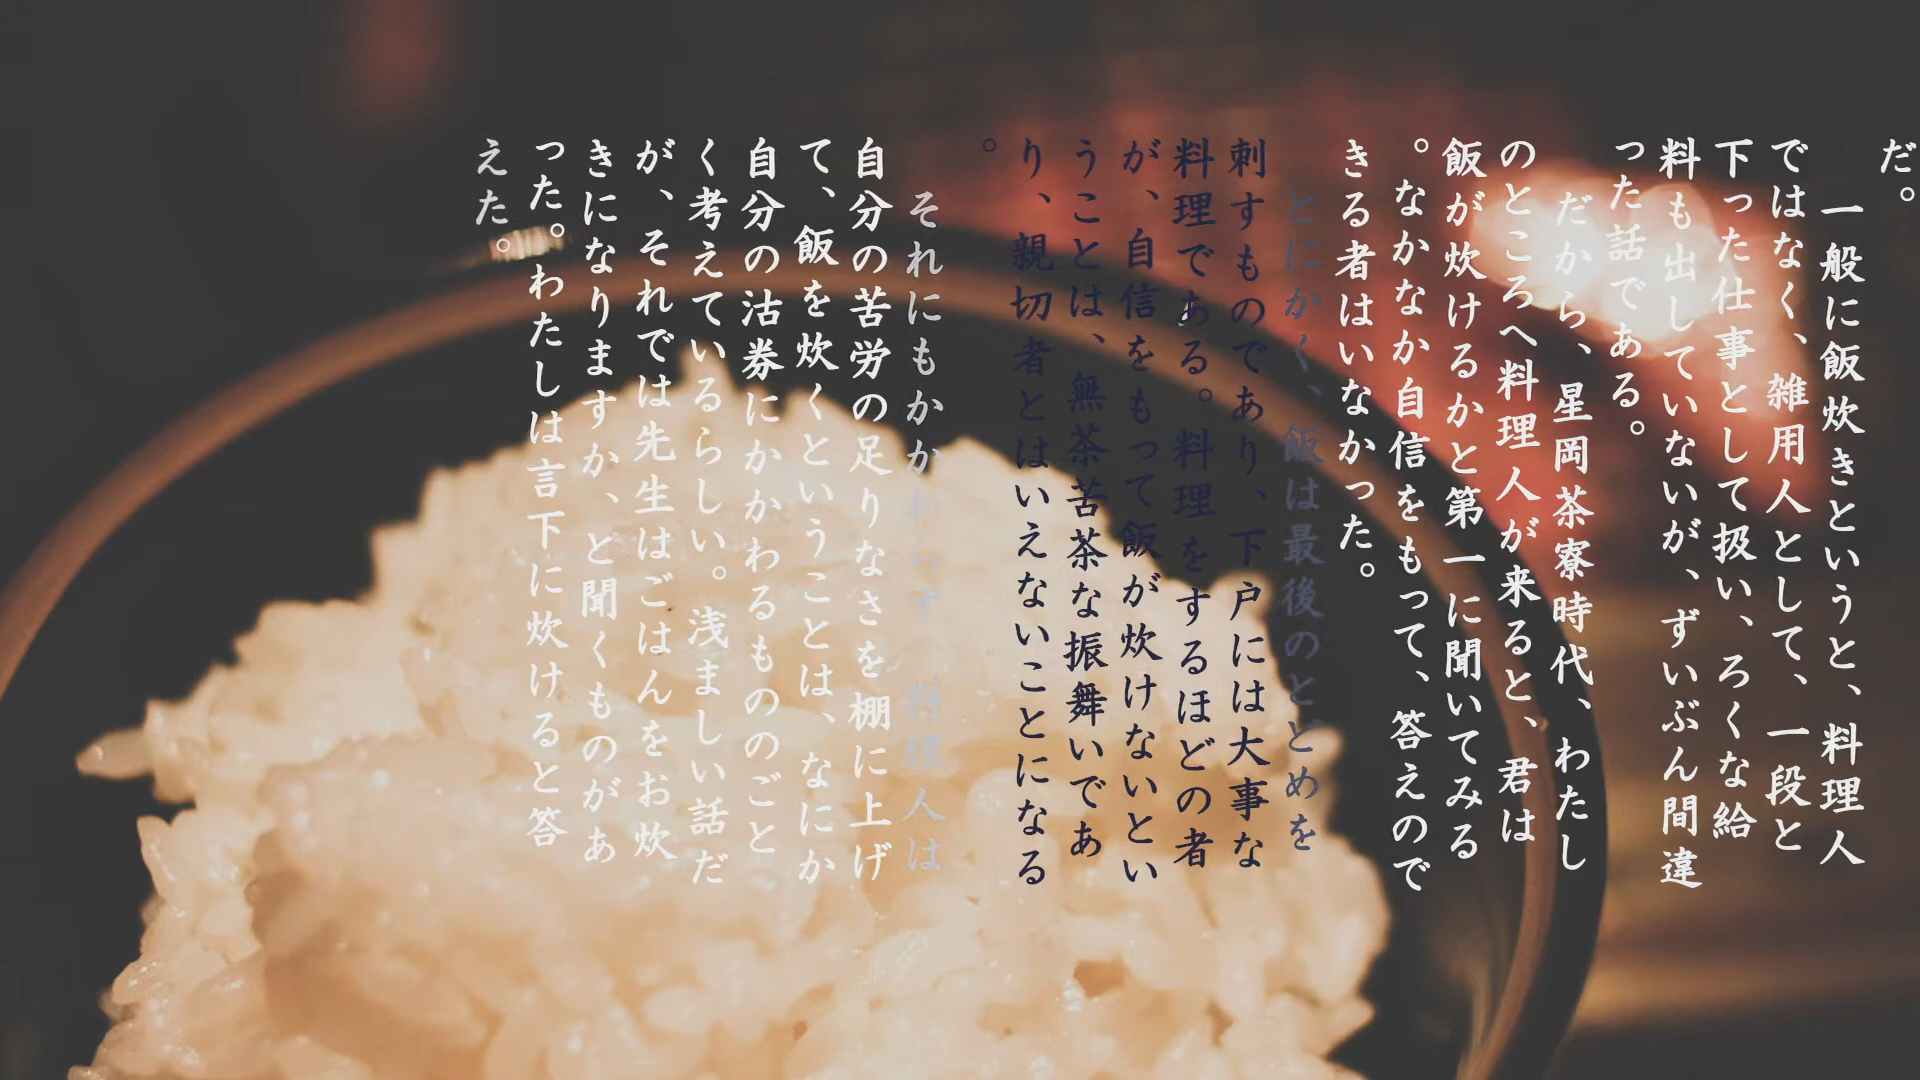 だ。
一般に飯炊きというと、料理人
ではなく、雑用人として、一段と
下った仕事として扱い、ろくな給
料も出していないが、ずいぶん間違
った話である。
だから、星岡茶寮時代、わたし
のところへ料理人が来ると、君は
飯が炊けるかと第一に聞いてみる
。なかなか自信をもって、答えので
きる者はいなかった。
とにかく、飯は最後のとどめを
刺すものであり、下戸には大事な
料理である。料理をするほどの者
が、自信をもって飯が炊けないとい
うことは、無茶苦茶な振舞いであ
り、親切者とはいえないことになる
。
それにもかかわらず、料理人は
自分の苦労の足りなさを棚に上げ
て、飯を炊くということは、なにか
自分の沽券にかかわるもののごと
く考えているらしい。浅ましい話だ
が、それでは先生はごはんをお炊
きになりますか、と聞くものがあ
った。わたしは言下に炊けると答
えた。